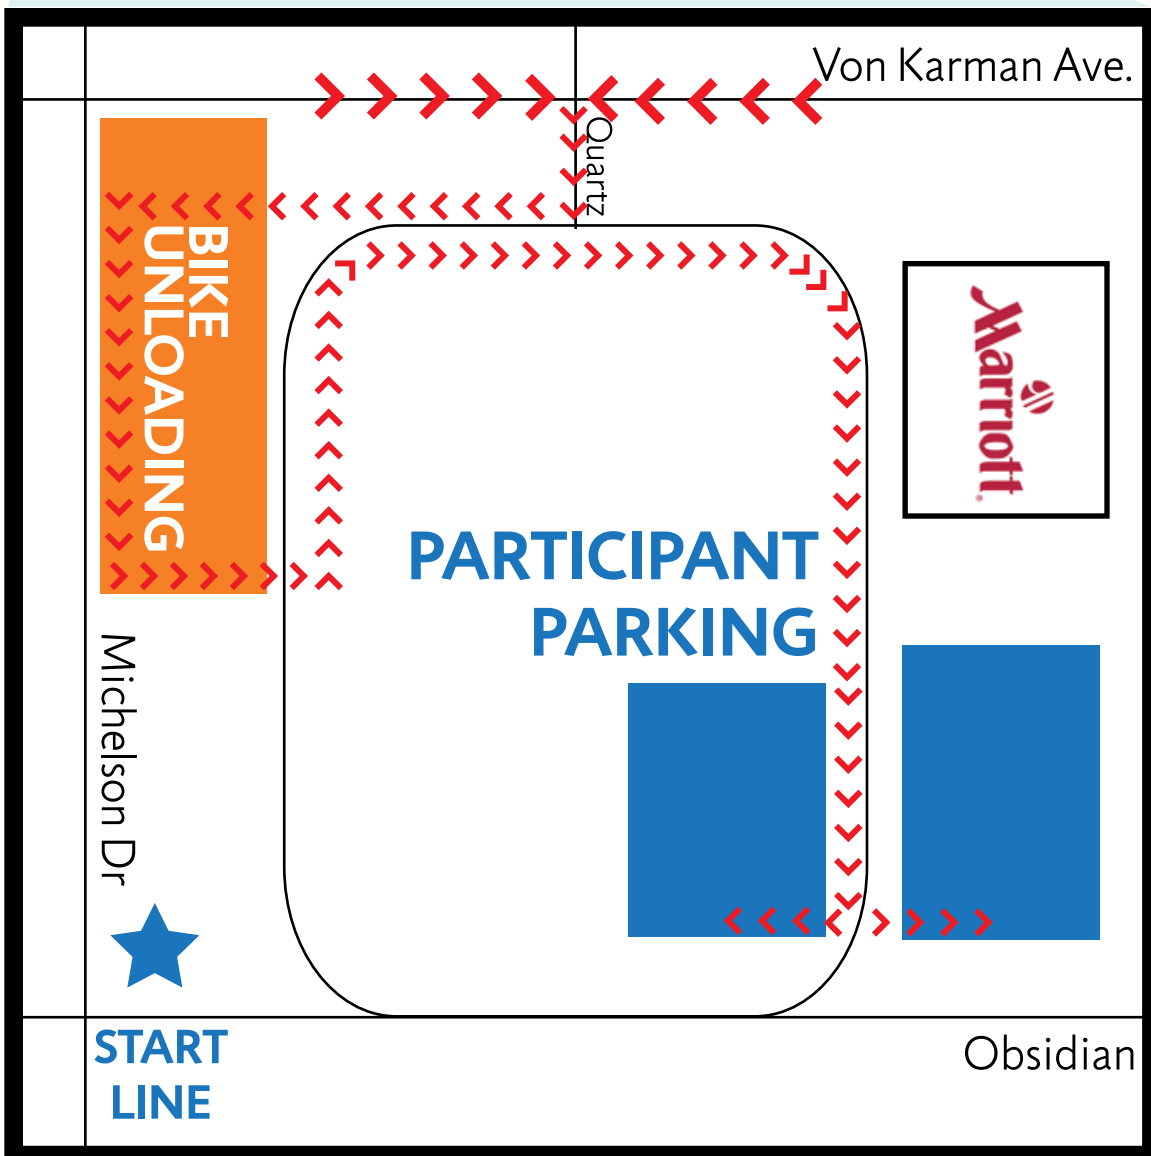 Von Karman Ave.
Quartz
BIKE
UNLOADING
Marriott
PARTICIPANT
PARKING
Michelson Dr
START
LINE
Obsidian